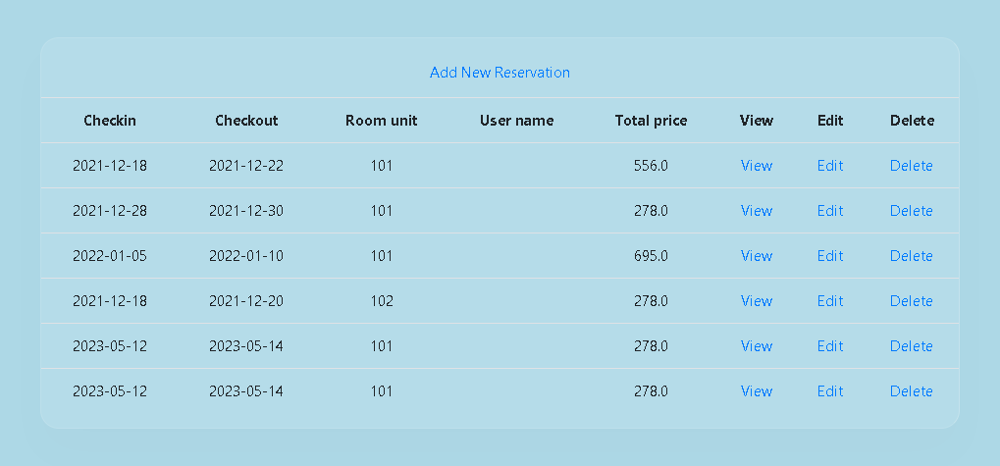 Add New Reservation
Checkin Checkout Room unit User name Total price View Edit Delete
2021-12-18 2021-12-22 101 556.0 View Edit Delete
2021-12-28 2021-12-30 101 278.0 View Edit Delete
2022-01-05 2022-01-10 101 695.0 View Edit Delete
2021-12-18 2021-12-20 102 278.0 View Edit Delete
2023-05-12 2023-05-14 101 278.0 View Edit Delete
2023-05-12 2023-05-14 101 278.0 View Edit Delete